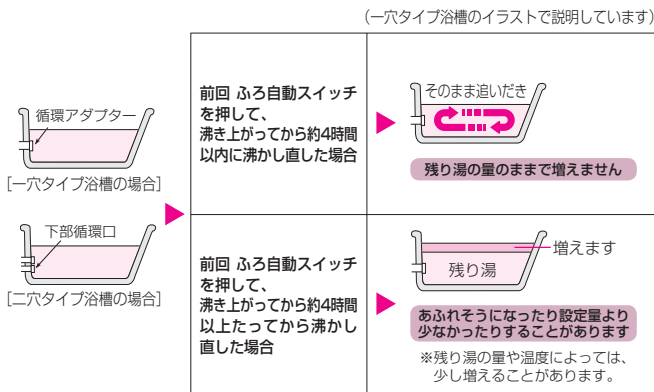 (一穴タイプ浴槽のイラストで説明しています)
循環アダプター
[一穴タイプ浴槽の場合]
下部循環口
[二穴タイプ浴槽の場合]
前回 ふろ自動スイッチ
を押して、
沸き上がってから約4時間
以内に沸かし直した場合
そのまま追いだき
残り湯の量のままで増えません
前回 ふろ自動スイッチ
を押して、
沸き上がってから約4時間
以上たってから沸かし
直した場合
増えます
残り湯
あふれそうになったり設定量より
少なかったりすることがあります
※残り湯の量や温度によっては、
少し増えることがあります。